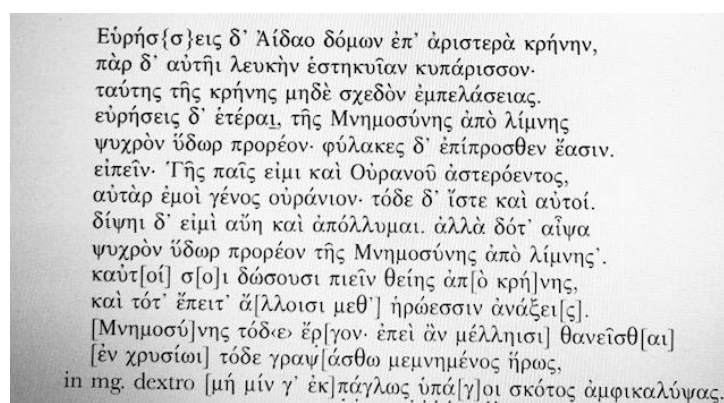 Εὑρήσ{σ}εις δ’ Ἀίδαο δόμων ἐπ’ ἀριστερὰ κρήνην,
πὰρ δ’ αὐτῆι λευκὴν ἑστηκυῖαν κυπάρισσον·
ταύτης τῆς κρήνης μηδὲ σχεδὸν ἐμπελάσειας.
εὑρήσεις δ’ ἑτέραι̣, τῆς Μνημοσύνης ἀπὸ λίμνης
ψυχρὸν ὕδωρ προρέον· φύλακες δ’ ἐπίπροσθεν ἔασιν.
εἰπεῖν· ‘Γῆς παῖς εἰμι καὶ Οὐρανοῦ ἀστερόεντος,
αὐτὰρ ἐμοὶ γένος οὐράνιον· τόδε δ’ ἴστε καὶ αὐτοί.
δίψηι δ’ εἰμὶ αὔη καὶ ἀπόλλυμαι. ἀλλὰ δότ’ αἶψα
ψυχρὸν ὕδωρ προρέον τῆς Μνημοσύνης ἀπὸ λίμνης’.
καὐτ[οί] σ[ο]ι δώσουσι πιεῖν θείης ἀπ[ὸ κρή]νης,
καὶ τότ’ ἔπειτ’ ἄ[λλοισι μεθ’] ἡρώεσσιν ἀνάξει[ς].
[Μνημοσύ]νης τόδ‹ε› ἔρ[γον· ἐπεὶ ἂν μέλληισι] θανεῖσθ[αι]
[ἐν χρυσίωι] τόδε γραψ[άσθω μεμνημένος ἥρως,
in mg. dextro [μή μίν γ’ ἐκ]πάγλως ὑπά[γ]οι σκότος ἀμφικαλύψας.